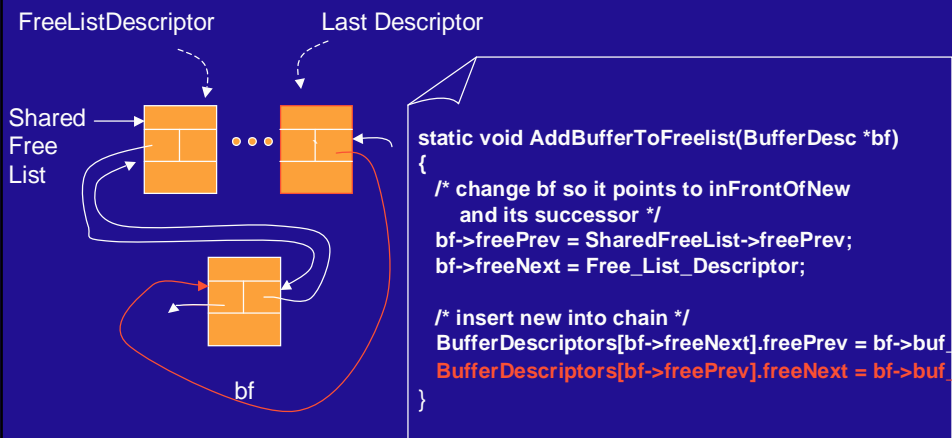 FreeListDescriptor
Last Descriptor
Shared
Free
List
bf
static void AddBufferToFreelist(BufferDesc *bf)
{
/* change bf so it points to inFrontOfNew
and its successor */
bf->freePrev = SharedFreeList->freePrev;
bf->freeNext = Free_List_Descriptor;
/* insert new into chain */
BufferDescriptors[bf->freeNext].freePrev = bf->buf_
BufferDescriptors[bf->freePrev].freeNext = bf->buf_
}